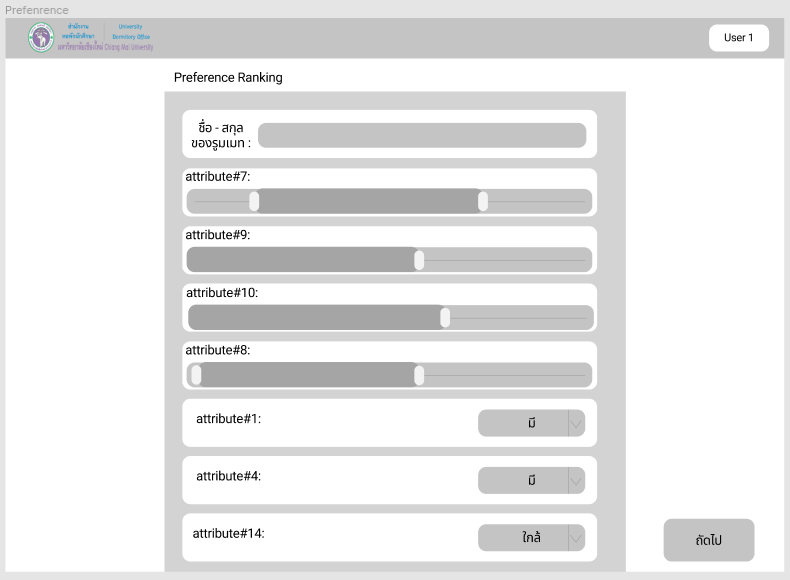 Prefenrence
สำนักงาน
หอพักนักศึกษา
มหาวิทยาลัยเชียงใหม่
University
Dormitory Office
Chiang Mai University
User 1
Preference Ranking
ชื่อ - สกุล
ของรูมเมท :
attribute#7:
attribute#9:
attribute#10:
attribute#8:
attribute#1:
มี
attribute#4:
มี
attribute#14:
ใกล้
ถัดไป